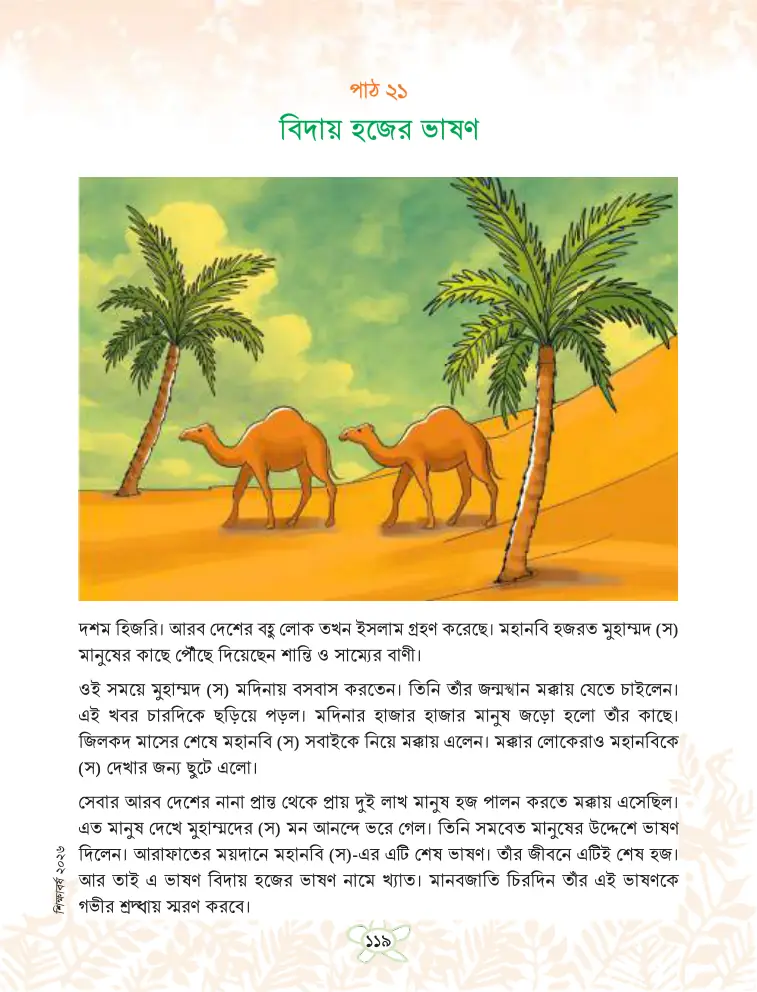 পাঠ ২১
বিদায় হজের ভাষণ
দশম হিজরি। আরব দেশের বহু লোক তখন ইসলাম গ্রহণ করেছে। মহানবি হজরত মুহাম্মদ (স)
মানুষের কাছে পৌঁছে দিয়েছেন শান্তি ও সাম্যের বাণী।
ওই সময়ে মুহাম্মদ (স) মদিনায় বসবাস করতেন। তিনি তাঁর জন্মস্থান মক্কায় যেতে চাইলেন।
এই খবর চারদিকে ছড়িয়ে পড়ল। মদিনার হাজার হাজার মানুষ জড়ো হলো তাঁর কাছে।
জিলকদ মাসের শেষে মহানবি (স) সবাইকে নিয়ে মক্কায় এলেন। মক্কার লোকেরাও মহানবিকে
(স) দেখার জন্য ছুটে এলো।
সেবার আরব দেশের নানা প্রান্ত থেকে প্রায় দুই লাখ মানুষ হজ পালন করতে মক্কায় এসেছিল।
এত মানুষ দেখে মুহাম্মদের (স) মন আনন্দে ভরে গেল। তিনি সমবেত মানুষের উদ্দেশে ভাষণ
দিলেন। আরাফাতের ময়দানে মহানবি (স)-এর এটি শেষ ভাষণ। তাঁর জীবনে এটিই শেষ হজ।
আর তাই এ ভাষণ বিদায় হজের ভাষণ নামে খ্যাত। মানবজাতি চিরদিন তাঁর এই ভাষণকে
গভীর শ্রদ্ধায় স্মরণ করবে।
শিক্ষাবর্ষ ২০২৬
১১৯